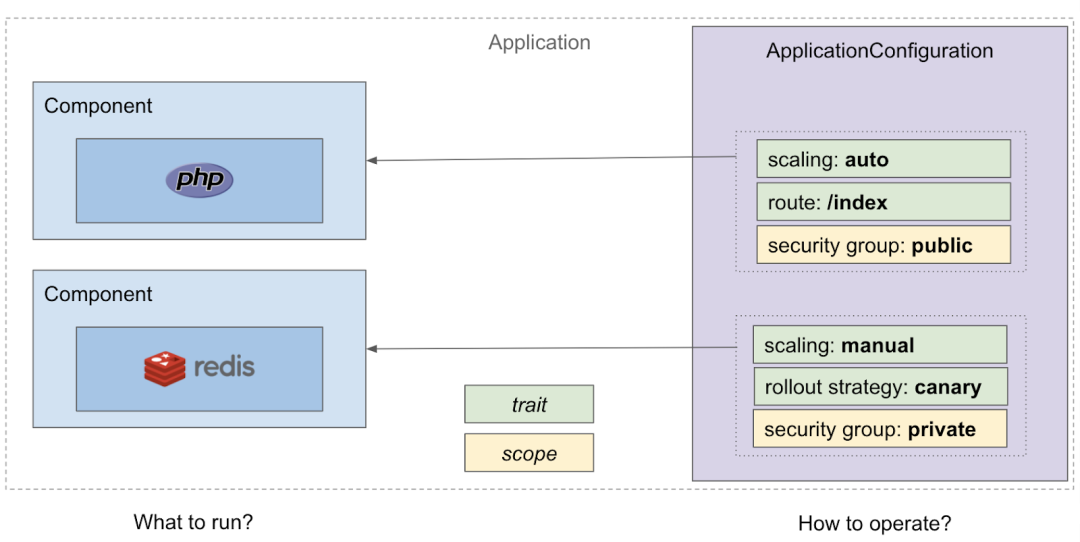 Application
ApplicationConfiguration
Component
php
scaling: auto
route: /index
security group: public
Component
redis
scaling: manual
rollout strategy: canary
security group: private
trait
scope
What to run?
How to operate?